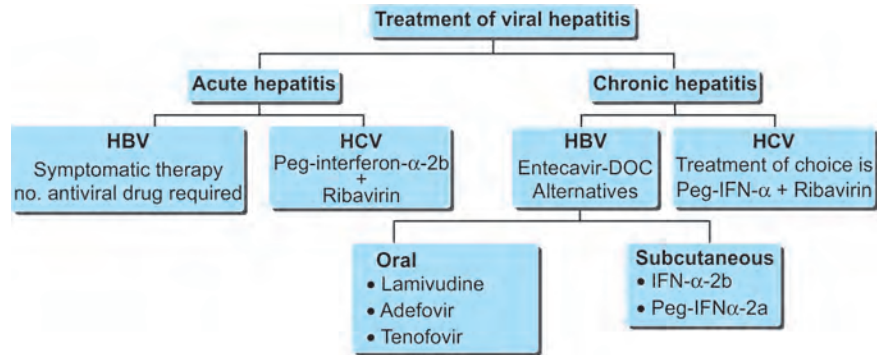 Treatment of viral hepatitis
Acute hepatitis
Chronic hepatitis
HBV
Symptomatic therapy
no. antiviral drug required
HCV
Peg-interferon-α-2b
+
Ribavirin
HBV
Entecavir-DOC
Alternatives
HCV
Treatment of choice is
Peg-IFN-α + Ribavirin
Oral
• Lamivudine
• Adefovir
• Tenofovir
Subcutaneous
• IFN-α-2b
• Peg-IFNα-2a